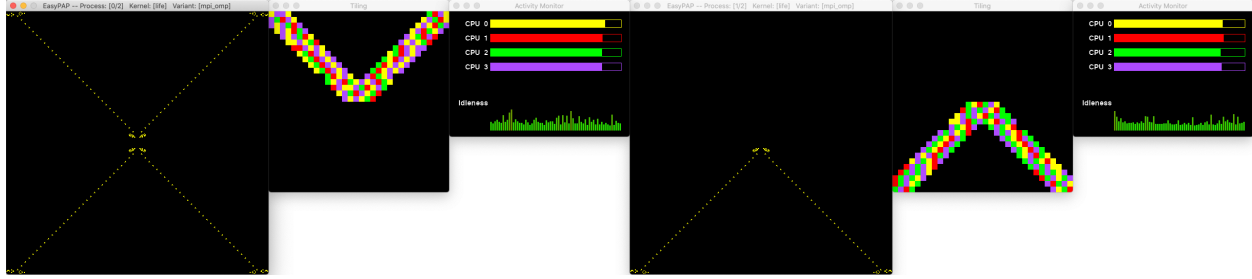 EasyPAP -- Process: [0/2]   Kernel: [life]   Variant: [mpi_omp]
Tiling
Activity Monitor
CPU 0
CPU 1
CPU 2
CPU 3
Idleness
EasyPAP -- Process: [1/2]   Kernel: [life]   Variant: [mpi_omp]
Tiling
Activity Monitor
CPU 0
CPU 1
CPU 2
CPU 3
Idleness